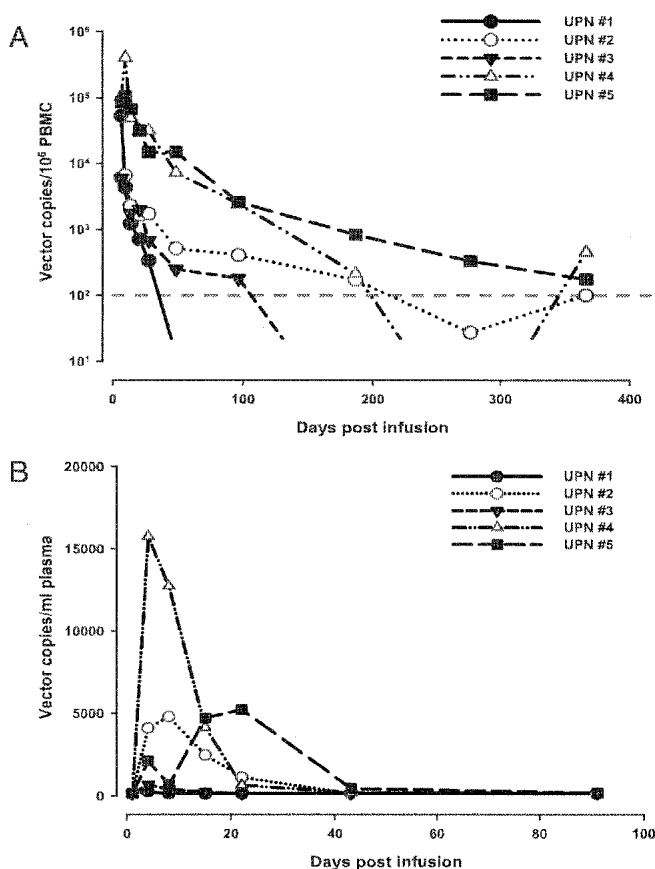 A
Vector copies/10⁶ PBMC
10⁶
10⁵
10⁴
10³
10²
10¹
0
100
200
300
400
Days post infusion
UPN #1
UPN #2
UPN #3
UPN #4
UPN #5
B
Vector copies/ml plasma
20000
15000
10000
5000
0
0
20
40
60
80
100
Days post infusion
UPN #1
UPN #2
UPN #3
UPN #4
UPN #5